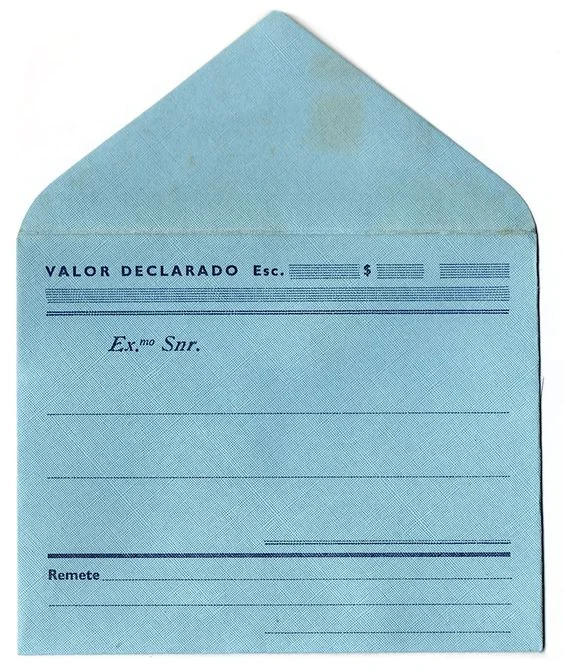 VALOR DECLARADO Esc. $
Ex.mo Snr.
Remete